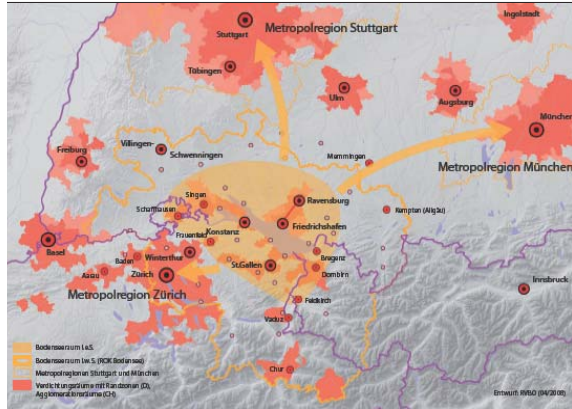 Stuttgart
Metropolregion Stuttgart
Ingolstadt
Tübingen
Ulm
Augsburg
München
Metropolregion München
Freiburg
Villingen-
Schwenningen
Memmingen
Singen
Ravensburg
Schaffhausen
Kempten (Allgäu)
Konstanz
Friedrichshafen
Frauenfeld
Basel
Baden
Winterthur
Bregenz
St.Gallen
Aarau
Zürich
Dornbirn
Innsbruck
Metropolregion Zürich
Feldkirch
Vaduz
Bodenseeraum i.e.S.
Bodenseeraum i.w.S. (ROK Bodensee)
Metropolregionen Stuttgart und München
Chur
Verdichtungsräume mit Randzonen (D),
Agglomerationsräume (CH)
Entwurf RVBO (04/2008)